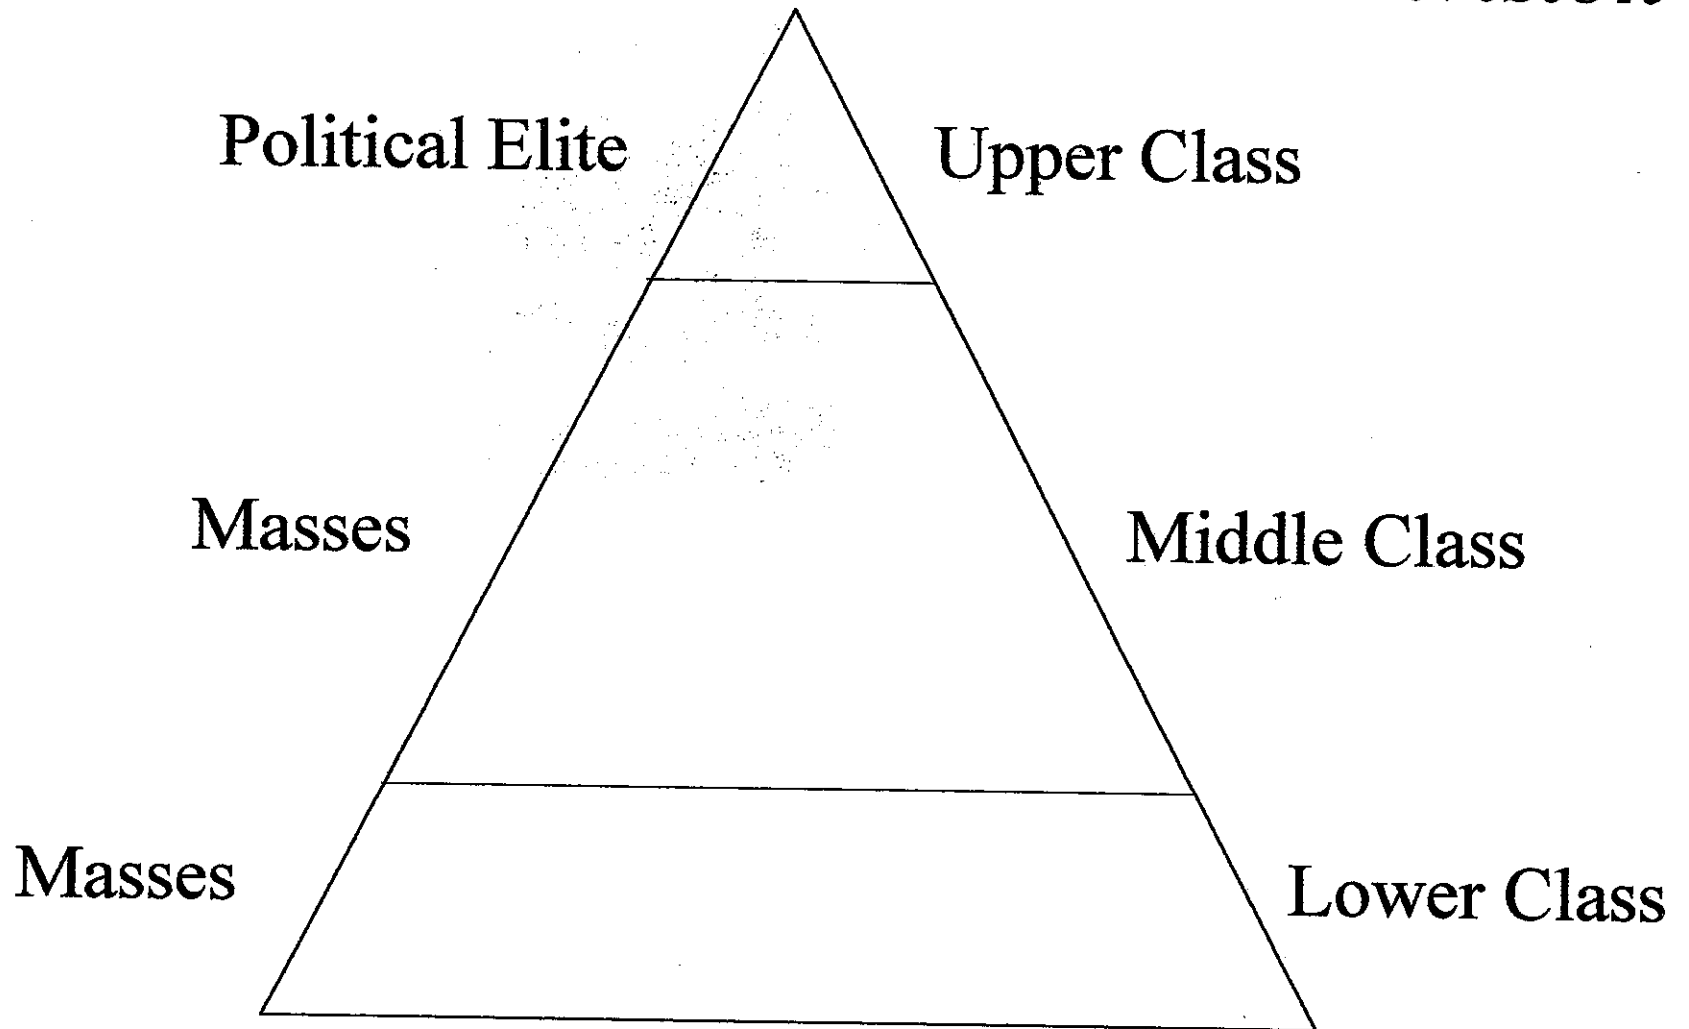 Political Elite
Upper Class
Masses
Middle Class
Masses
Lower Class